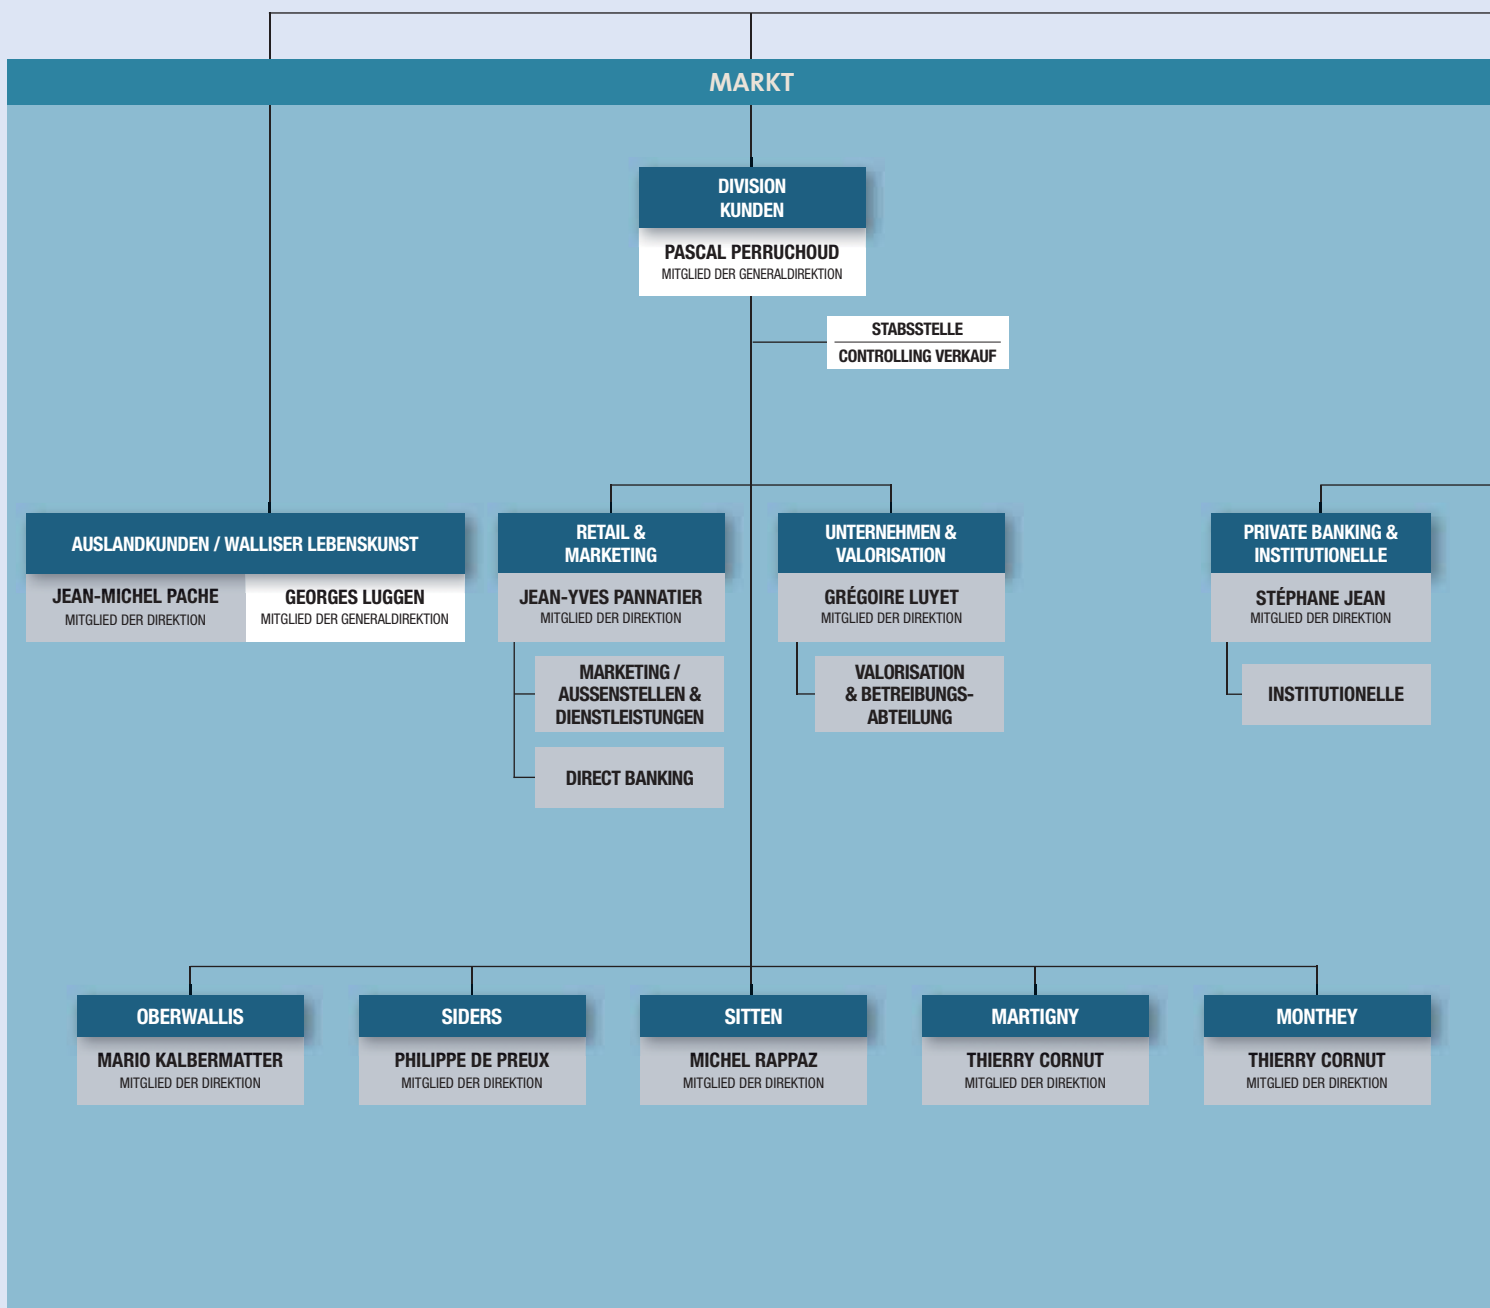 MARKT
DIVISION
KUNDEN
PASCAL PERRUCHOUD
MITGLIED DER GENERALDIREKTION
STABSSTELLE
CONTROLLING VERKAUF
AUSLANDKUNDEN / WALLISER LEBENSKUNST
JEAN-MICHEL PACHE
MITGLIED DER DIREKTION
GEORGES LUGGEN
MITGLIED DER GENERALDIREKTION
RETAIL &
MARKETING
JEAN-YVES PANNATIER
MITGLIED DER DIREKTION
MARKETING /
AUSSENSTELLEN &
DIENSTLEISTUNGEN
DIRECT BANKING
UNTERNEHMEN &
VALORISATION
GRÉGOIRE LUYET
MITGLIED DER DIREKTION
VALORISATION
& BETREIBUNGS-
ABTEILUNG
PRIVATE BANKING &
INSTITUTIONELLE
STÉPHANE JEAN
MITGLIED DER DIREKTION
INSTITUTIONELLE
OBERWALLIS
MARIO KALBERMATTER
MITGLIED DER DIREKTION
SIDERS
PHILIPPE DE PREUX
MITGLIED DER DIREKTION
SITTEN
MICHEL RAPPAZ
MITGLIED DER DIREKTION
MARTIGNY
THIERRY CORNUT
MITGLIED DER DIREKTION
MONTHEY
THIERRY CORNUT
MITGLIED DER DIREKTION